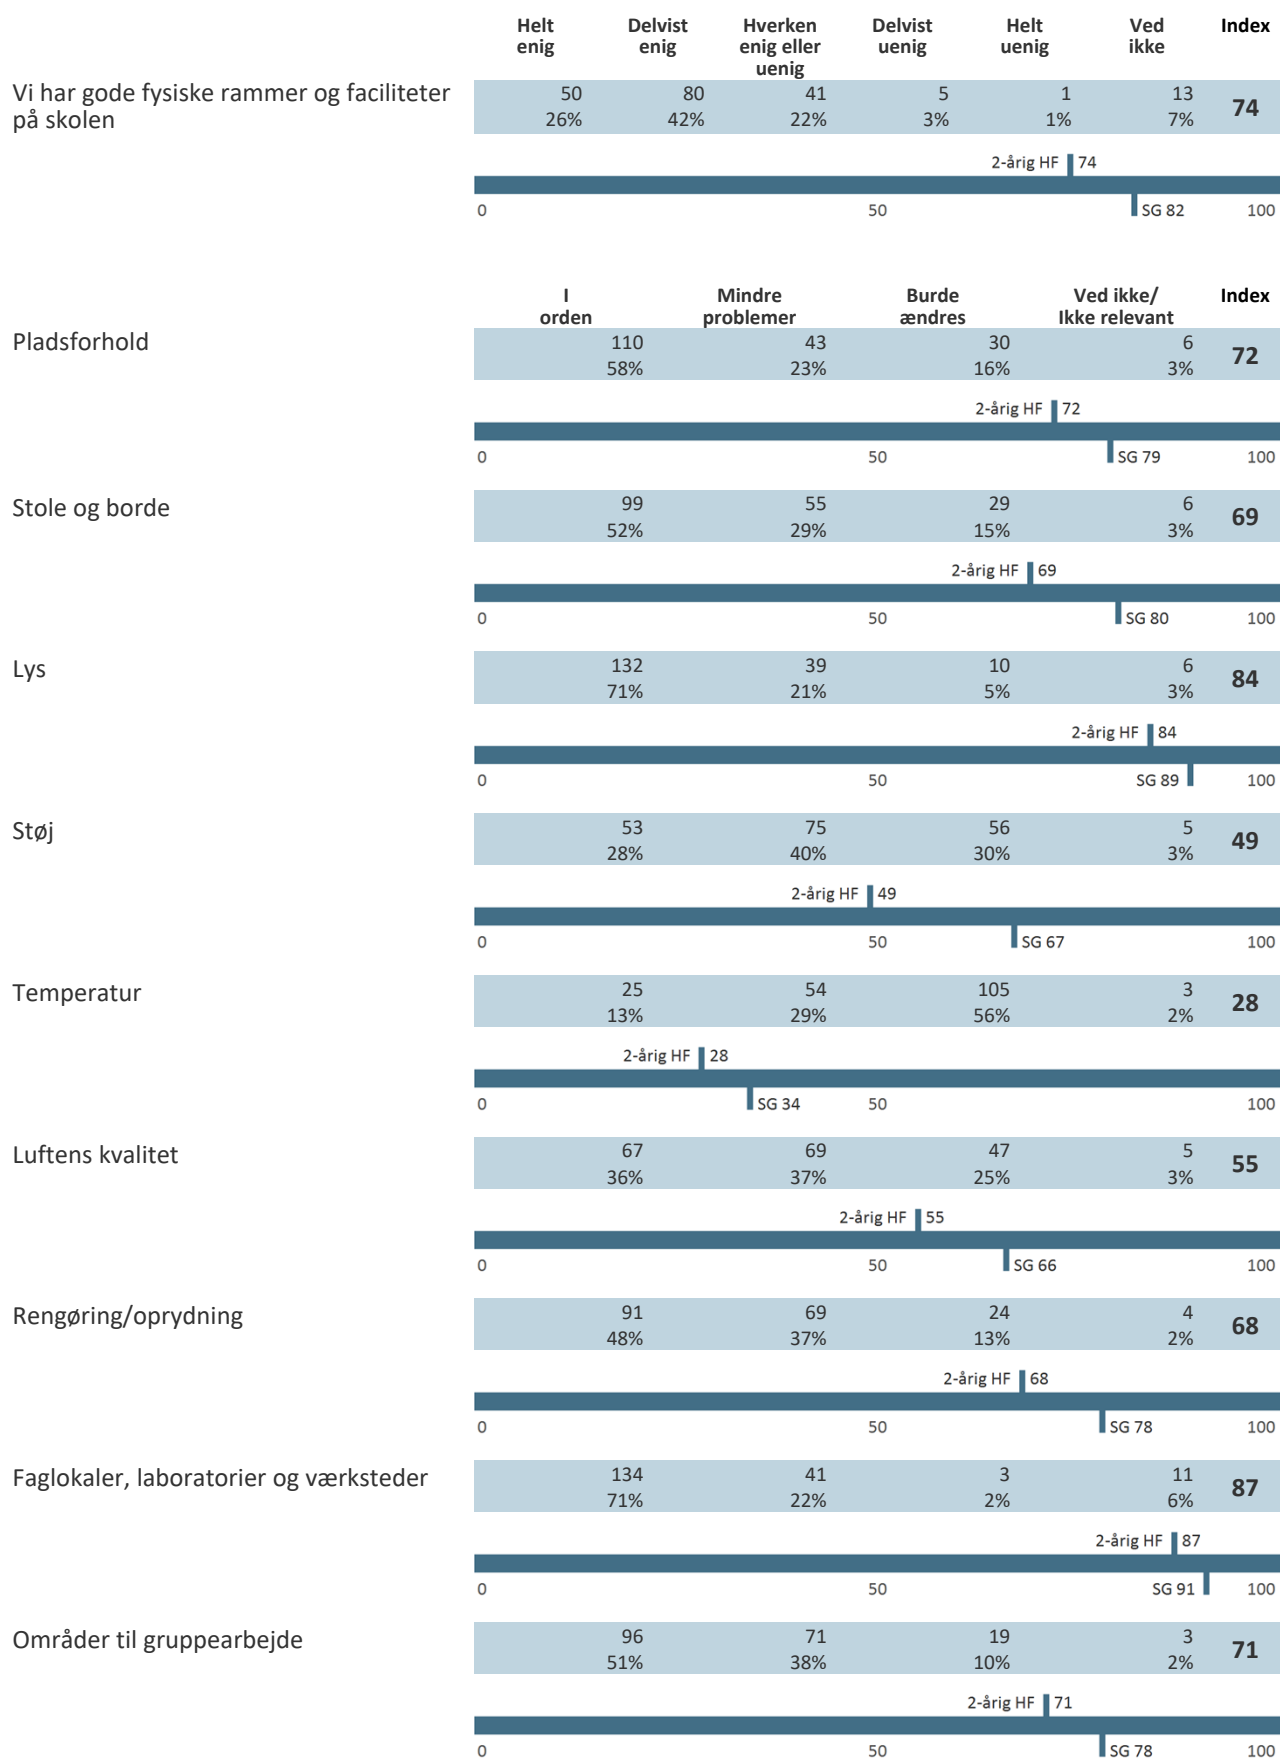 Helt enig Delvist enig Hverken enig eller uenig Delvist uenig Helt uenig Ved ikke Index
Vi har gode fysiske rammer og faciliteter 50 80 41 5 1 13 74
på skolen 26% 42% 22% 3% 1% 7%
2-årig HF 74
0 50 SG 82 100
I orden Mindre problemer Burde ændres Ved ikke/ Ikke relevant Index
Pladsforhold 110 43 30 6 72
58% 23% 16% 3%
2-årig HF 72
0 50 SG 79 100
Stole og borde 99 55 29 6 69
52% 29% 15% 3%
2-årig HF 69
0 50 SG 80 100
Lys 132 39 10 6 84
71% 21% 5% 3%
2-årig HF 84
0 50 SG 89 100
Støj 53 75 56 5 49
28% 40% 30% 3%
2-årig HF 49
0 50 SG 67 100
Temperatur 25 54 105 3 28
13% 29% 56% 2%
2-årig HF 28
0 SG 34 50 100
Luftens kvalitet 67 69 47 5 55
36% 37% 25% 3%
2-årig HF 55
0 50 SG 66 100
Rengøring/oprydning 91 69 24 4 68
48% 37% 13% 2%
2-årig HF 68
0 50 SG 78 100
Faglokaler, laboratorier og værksteder 134 41 3 11 87
71% 22% 2% 6%
2-årig HF 87
0 50 SG 91 100
Områder til gruppearbejde 96 71 19 3 71
51% 38% 10% 2%
2-årig HF 71
0 50 SG 78 100